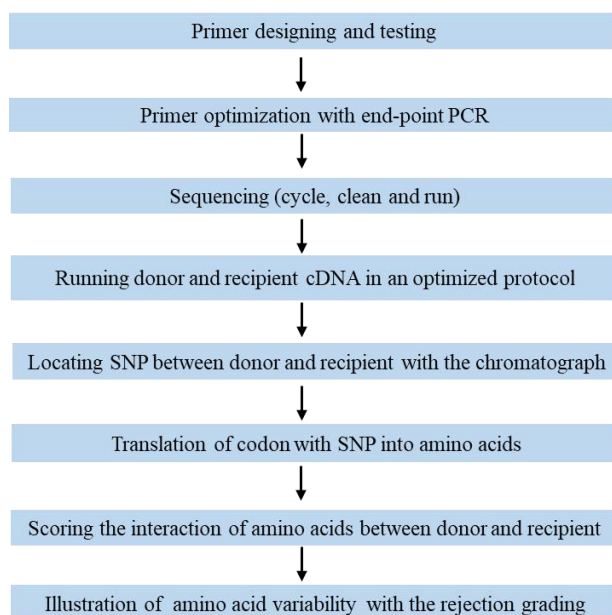 Primer designing and testing
Primer optimization with end-point PCR
Sequencing (cycle, clean and run)
Running donor and recipient cDNA in an optimized protocol
Locating SNP between donor and recipient with the chromatograph
Translation of codon with SNP into amino acids
Scoring the interaction of amino acids between donor and recipient
Illustration of amino acid variability with the rejection grading